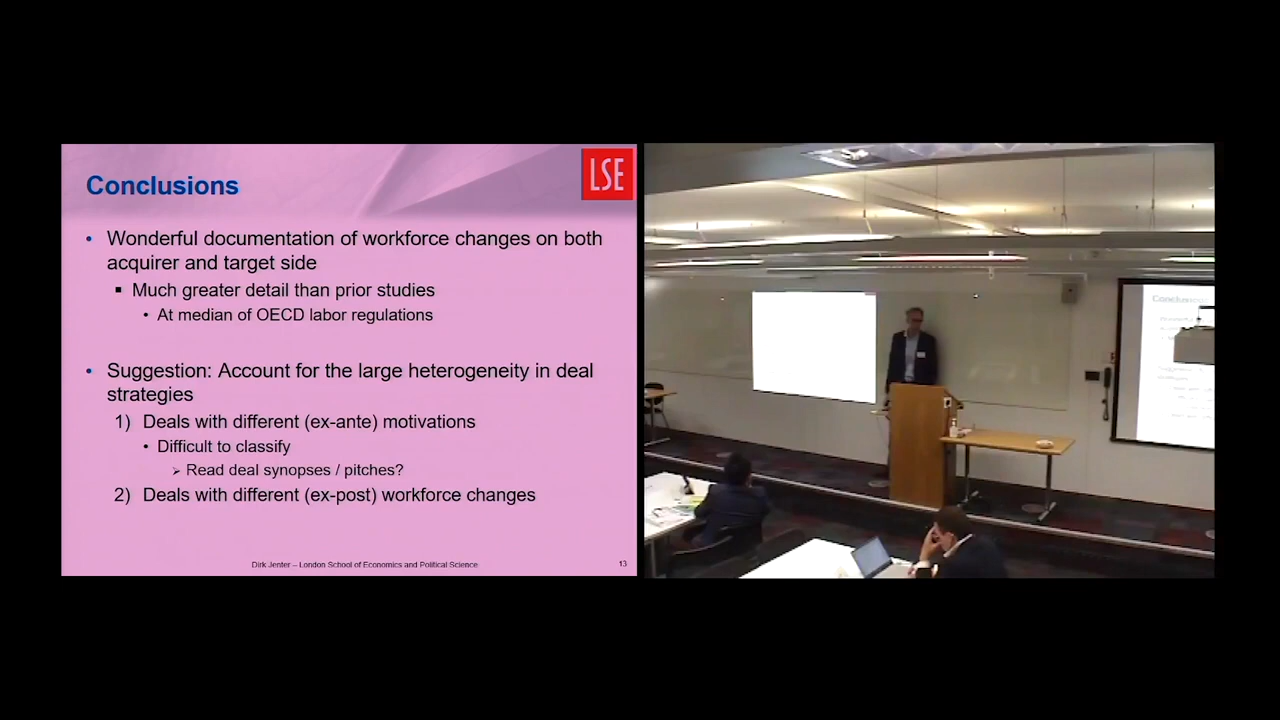 Conclusions
LSE
• Wonderful documentation of workforce changes on both
acquirer and target side
▪ Much greater detail than prior studies
• At median of OECD labor regulations
• Suggestion: Account for the large heterogeneity in deal
strategies
1) Deals with different (ex-ante) motivations
• Difficult to classify
➢ Read deal synopses / pitches?
2) Deals with different (ex-post) workforce changes
Dirk Jenter – London School of Economics and Political Science
13